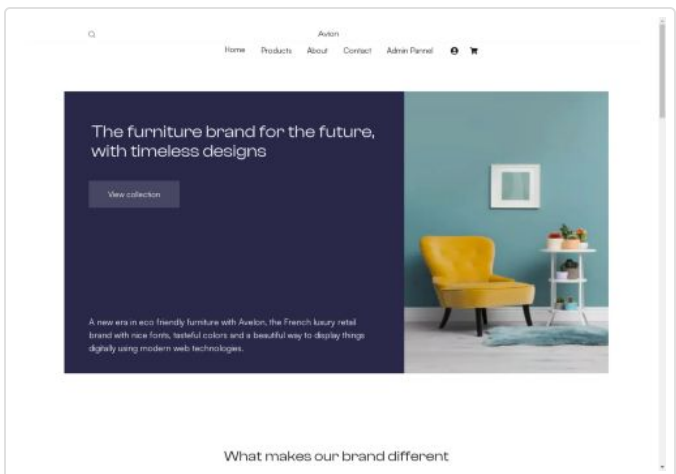 Avion
Home Products About Contact Admin Pannel
The furniture brand for the future,
with timeless designs
View collection
A new era in eco friendly furniture with Avelon, the French luxury retail
brand with nice fonts, tasteful colors and a beautiful way to display things
digitally using modern web technologies.
What makes our brand different